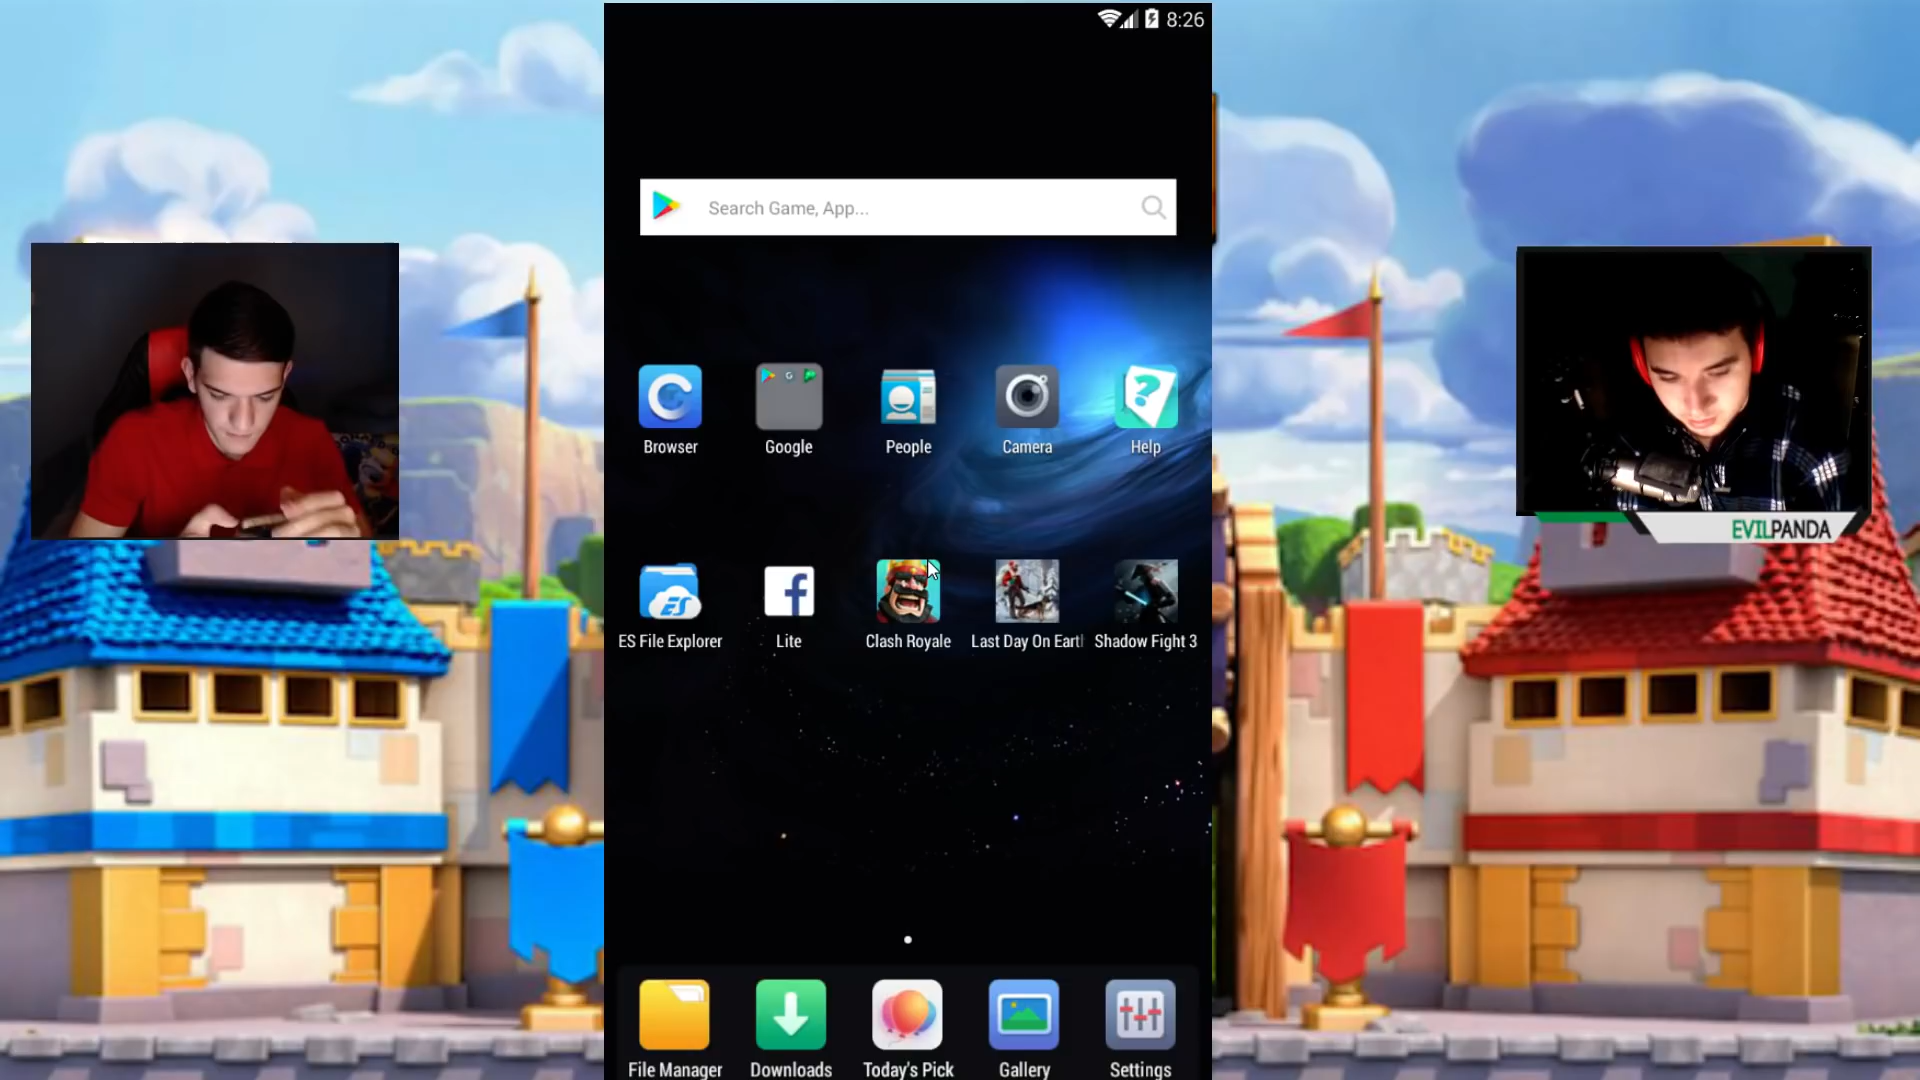 8:26
Search Game, App...
Browser
Google
People
Camera
Help
ES File Explorer
Lite
Clash Royale
Last Day On Eart
Shadow Fight 3
EVILPANDA
File Manager
Downloads
Today's Pick
Gallery
Settings